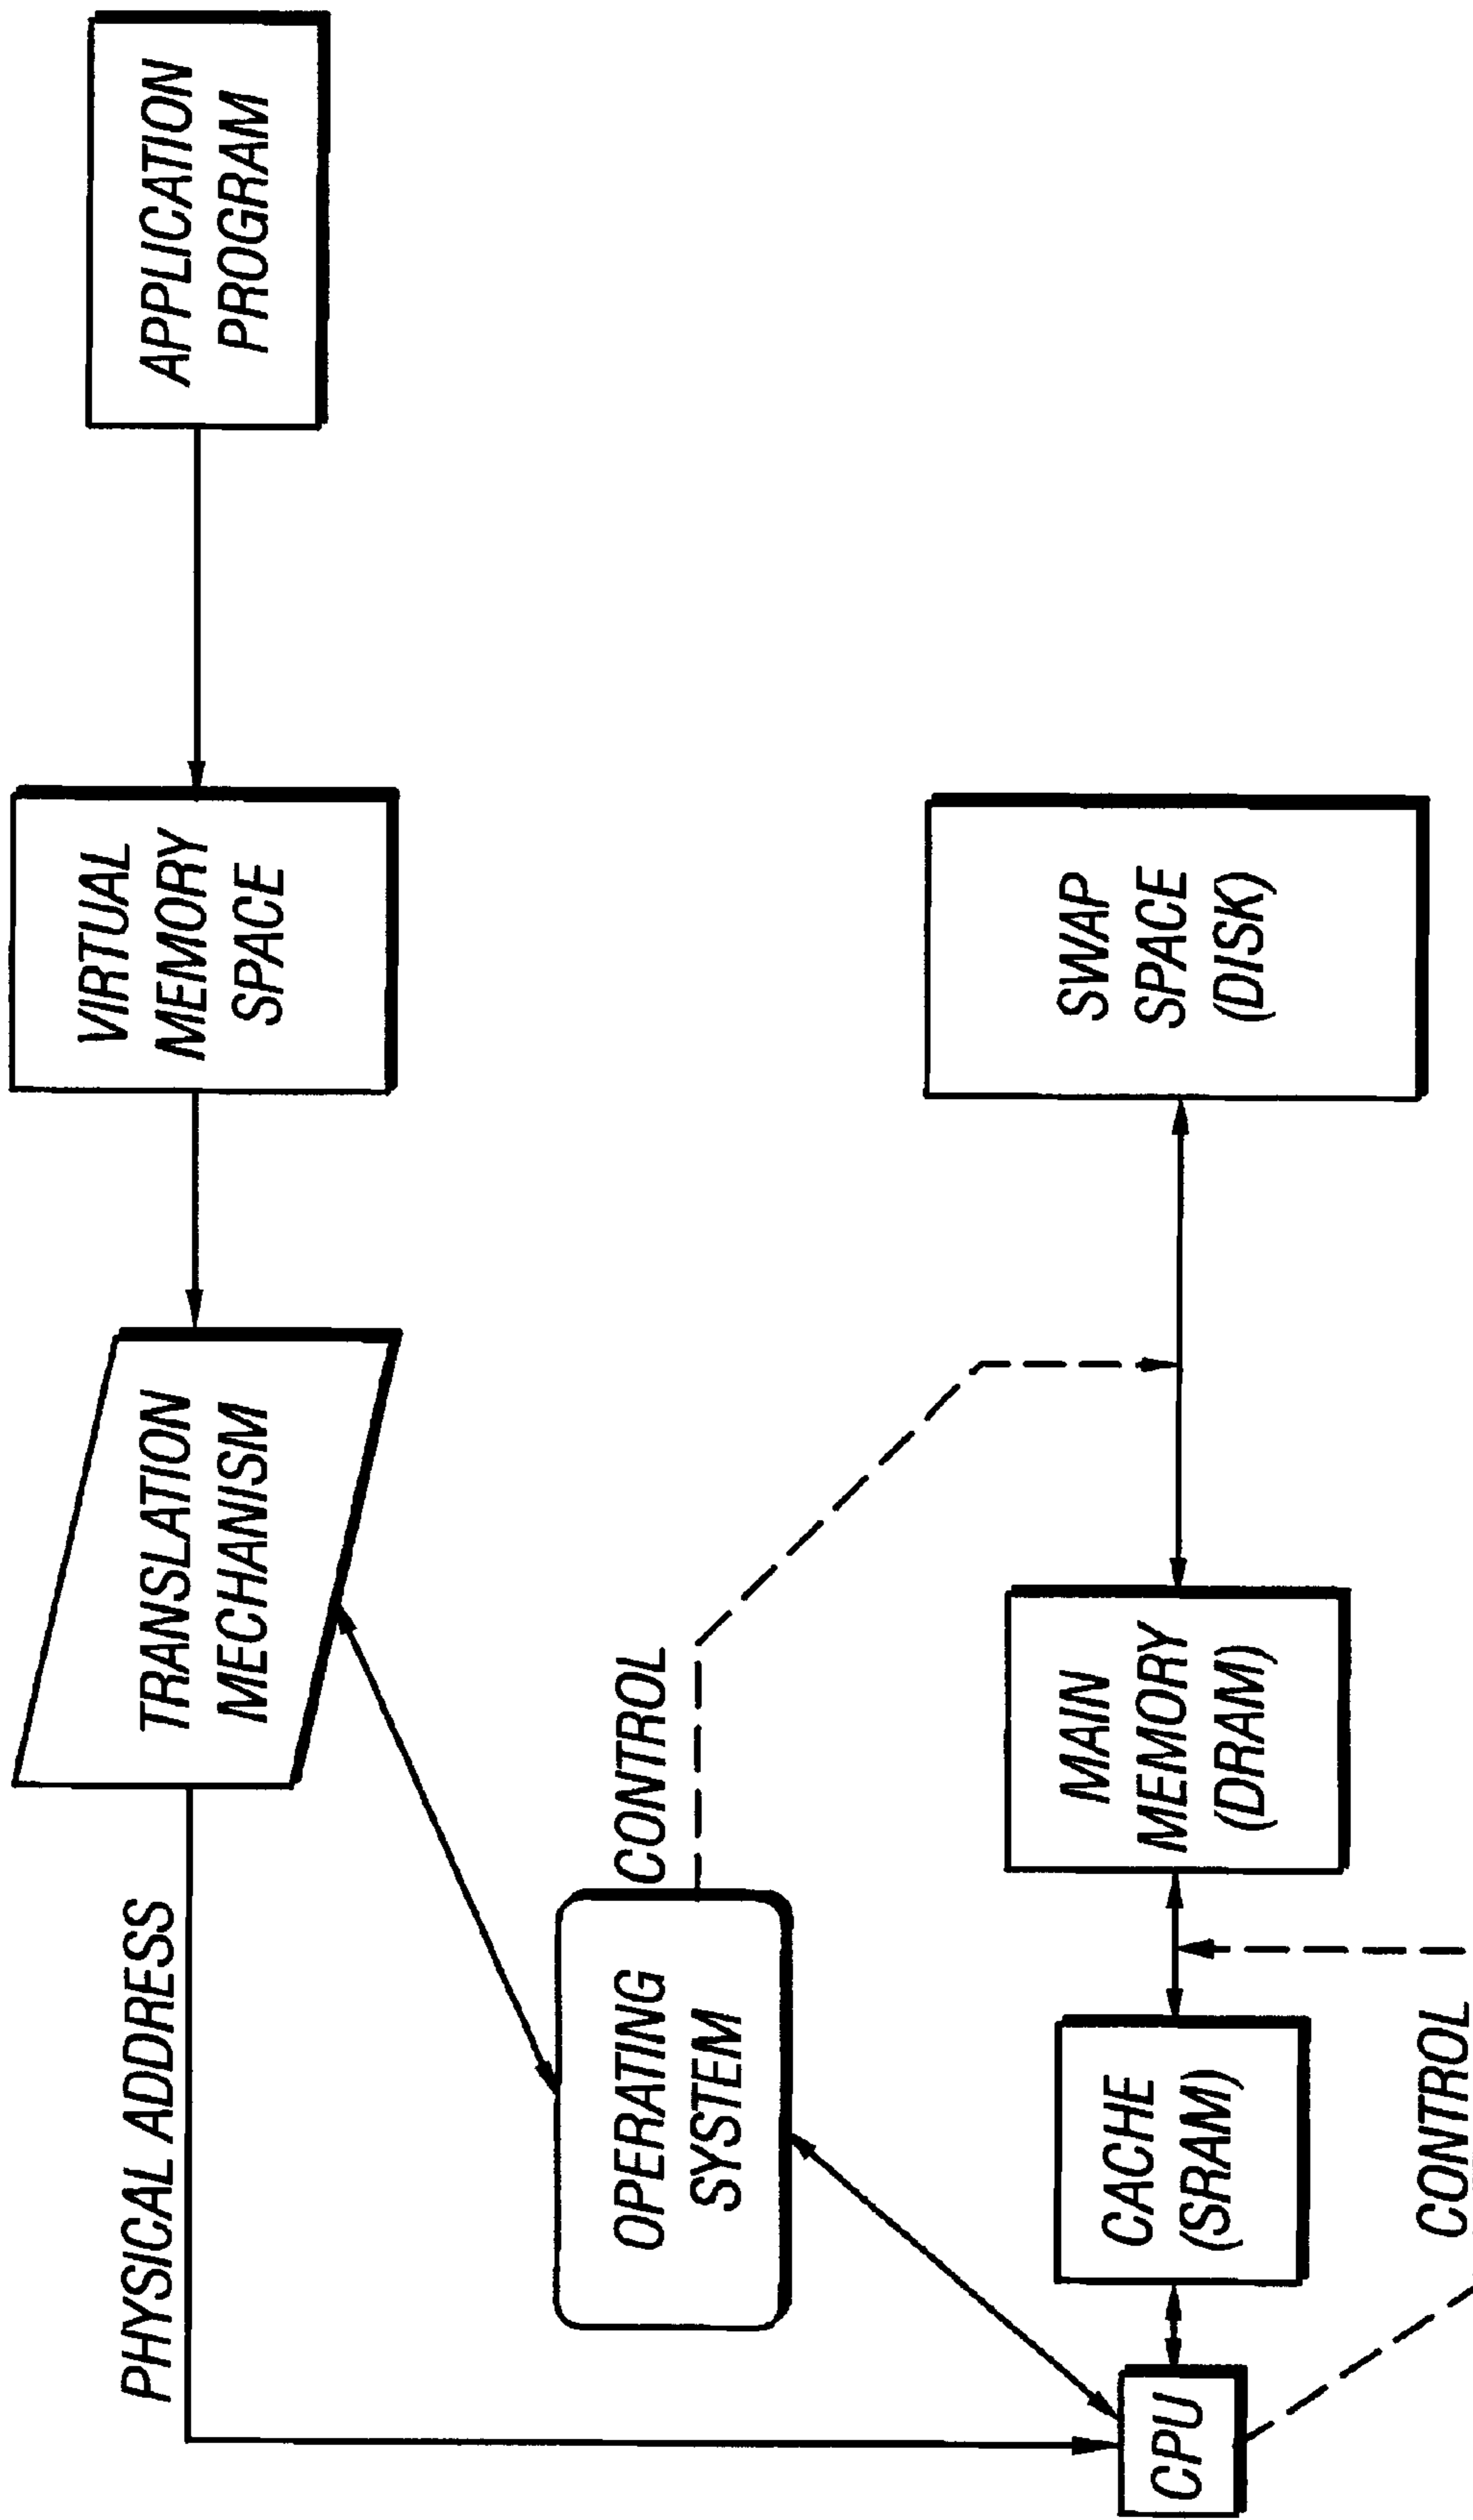 PHYSICAL ADDRESS
TRANSLATION
MECHANISM
VIRTUAL
MEMORY
SPACE
APPLICATION
PROGRAM
OPERATING
SYSTEM
CONTROL
CPU
CACHE
(SRAM)
MAIN
MEMORY
(DRAM)
SWAP
SPACE
(DISK)
CONTROL